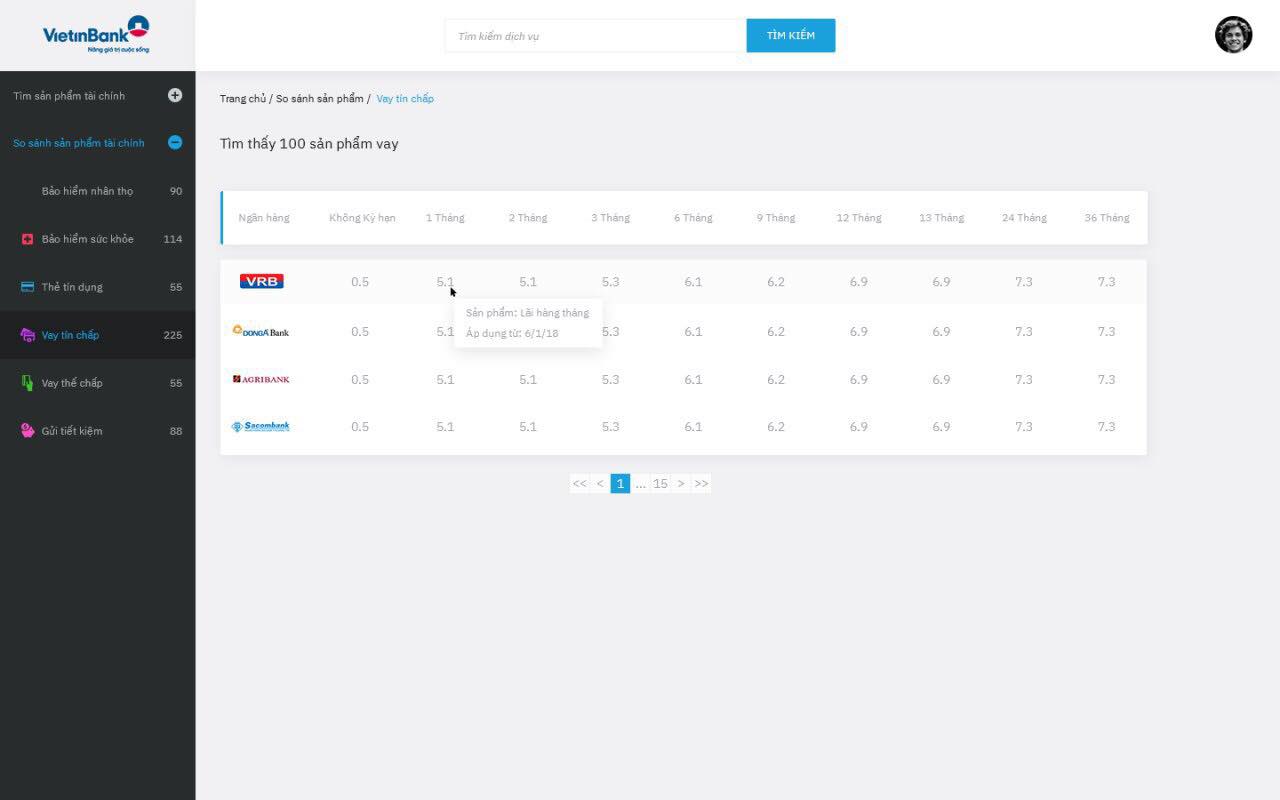 VietinBank
Nâng giá trị cuộc sống
Tìm kiếm dịch vụ
TÌM KIẾM
Tìm sản phẩm tài chính
So sánh sản phẩm tài chính
Bảo hiểm nhân thọ 90
Bảo hiểm sức khỏe 114
Thẻ tín dụng 55
Vay tín chấp 225
Vay thế chấp 55
Gửi tiết kiệm 88
Trang chủ / So sánh sản phẩm / Vay tín chấp
Tìm thấy 100 sản phẩm vay
Ngân hàng Không Kỳ hạn 1 Tháng 2 Tháng 3 Tháng 6 Tháng 9 Tháng 12 Tháng 13 Tháng 24 Tháng 36 Tháng
VRB 0.5 5.1 5.1 5.3 6.1 6.2 6.9 6.9 7.3 7.3
Sản phẩm: Lãi hàng tháng
Áp dụng từ: 6/1/18
DONGA Bank 0.5 5.1 5.3 6.1 6.2 6.9 6.9 7.3 7.3
AGRIBANK 0.5 5.1 5.1 5.3 6.1 6.2 6.9 6.9 7.3 7.3
Sacombank 0.5 5.1 5.1 5.3 6.1 6.2 6.9 6.9 7.3 7.3
<< < 1 ... 15 > >>